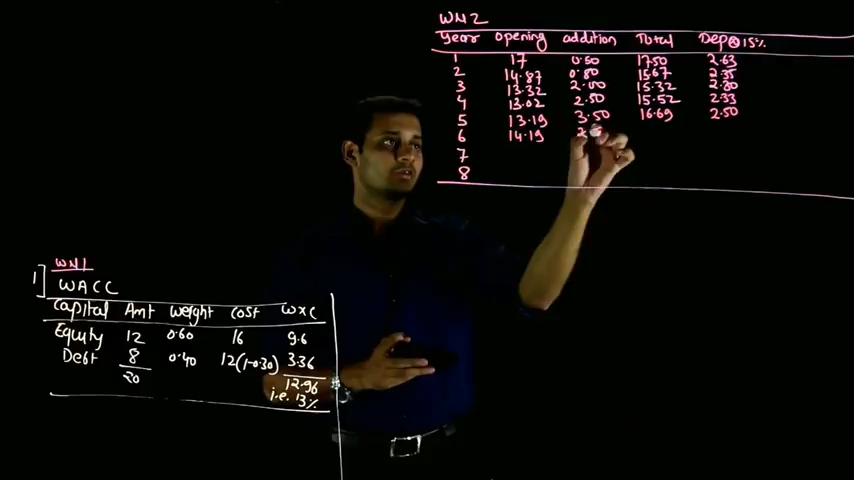 WN2
Year opening addition Total Dep @ 15%
1 17 0.50 1750 2.63
2 14.87 0.80 15.67 2.35
3 13.32 2.00 15.32 2.30
4 13.02 2.50 15.52 2.33
5 13.19 3.50 16.69 2.50
6 14.19
7
8
WN1
1] WACC
Capital Amt Weight Cost WXC
Equity 12 0.60 16 9.6
Debt 8 0.40 12(1-0.30) 3.36
20 12.96
i.e. 13%